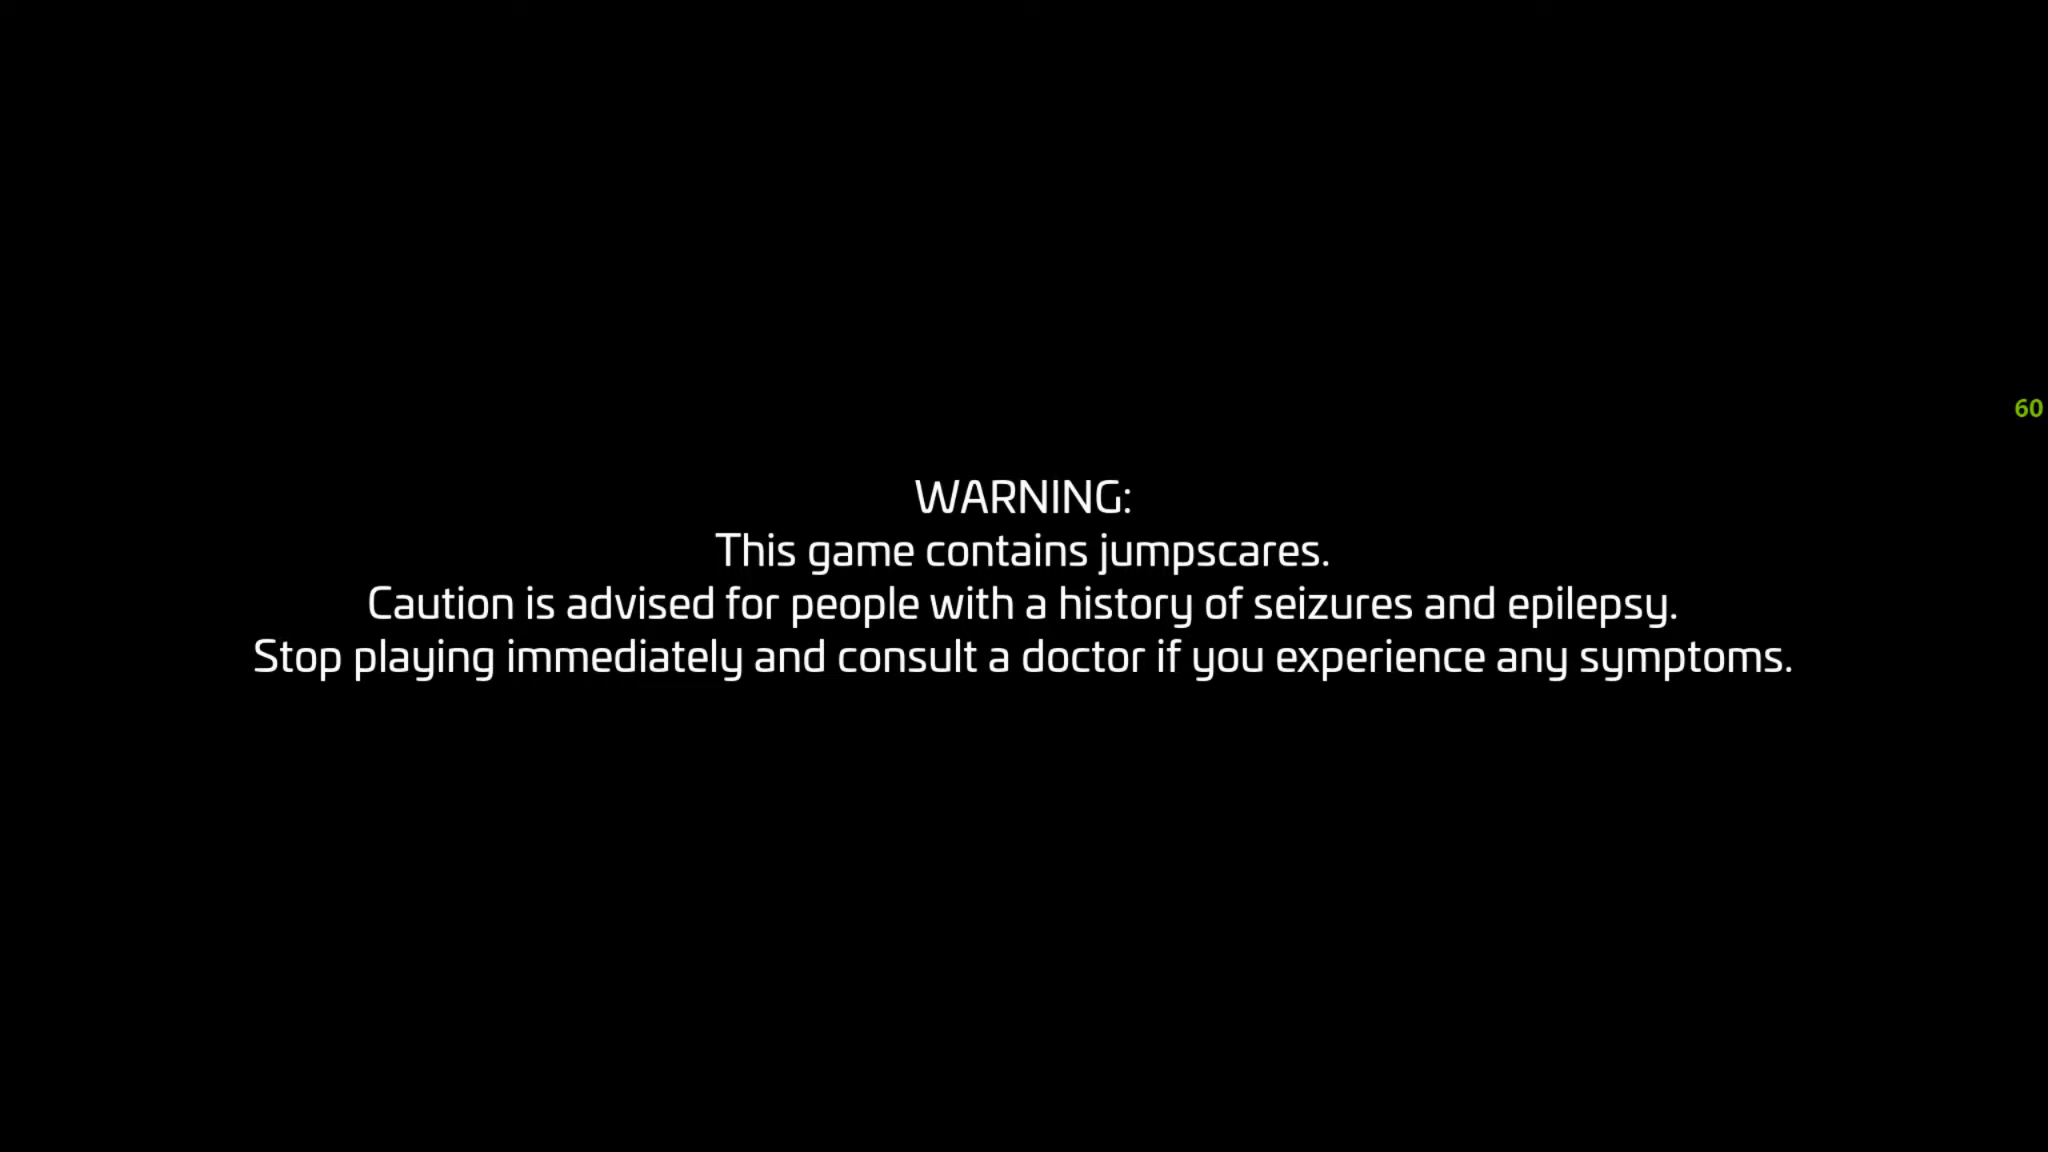 60
WARNING:
This game contains jumpscares.
Caution is advised for people with a history of seizures and epilepsy.
Stop playing immediately and consult a doctor if you experience any symptoms.